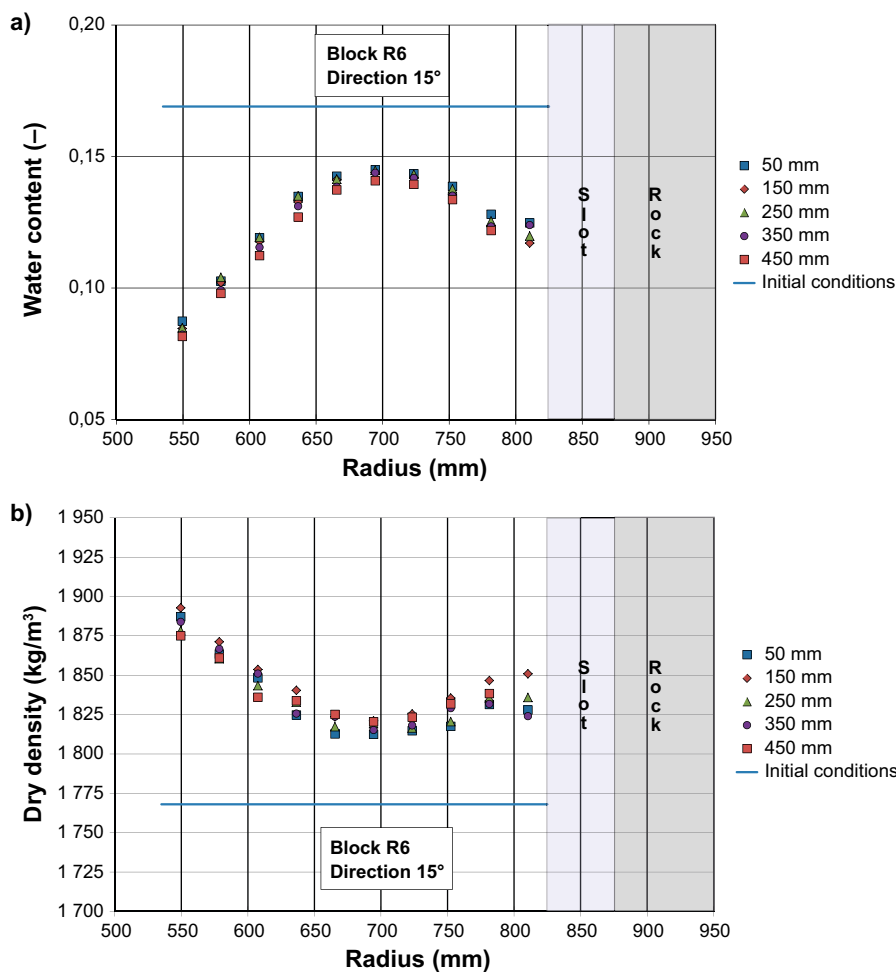 a)
0,20
0,15
0,10
0,05
Water content (–)
Block R6
Direction 15°
Slot
Rock
500 550 600 650 700 750 800 850 900 950
Radius (mm)
50 mm
150 mm
250 mm
350 mm
450 mm
Initial conditions
b)
1 950
1 925
1 900
1 875
1 850
1 825
1 800
1 775
1 750
1 725
1 700
Dry density (kg/m³)
Block R6
Direction 15°
Slot
Rock
500 550 600 650 700 750 800 850 900 950
Radius (mm)
50 mm
150 mm
250 mm
350 mm
450 mm
Initial conditions